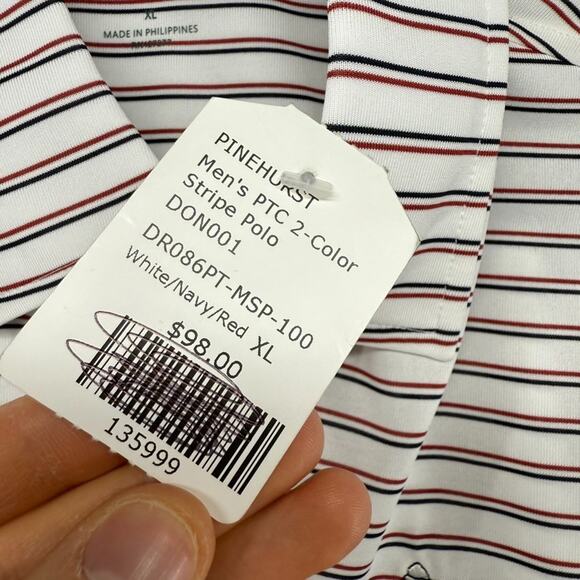 XL
MADE IN PHILIPPINES
PINEHURST
Men's PTC 2-Color
Stripe Polo
DON001
DR086PT-MSP-100
White/Navy/Red XL
$98.00
135999